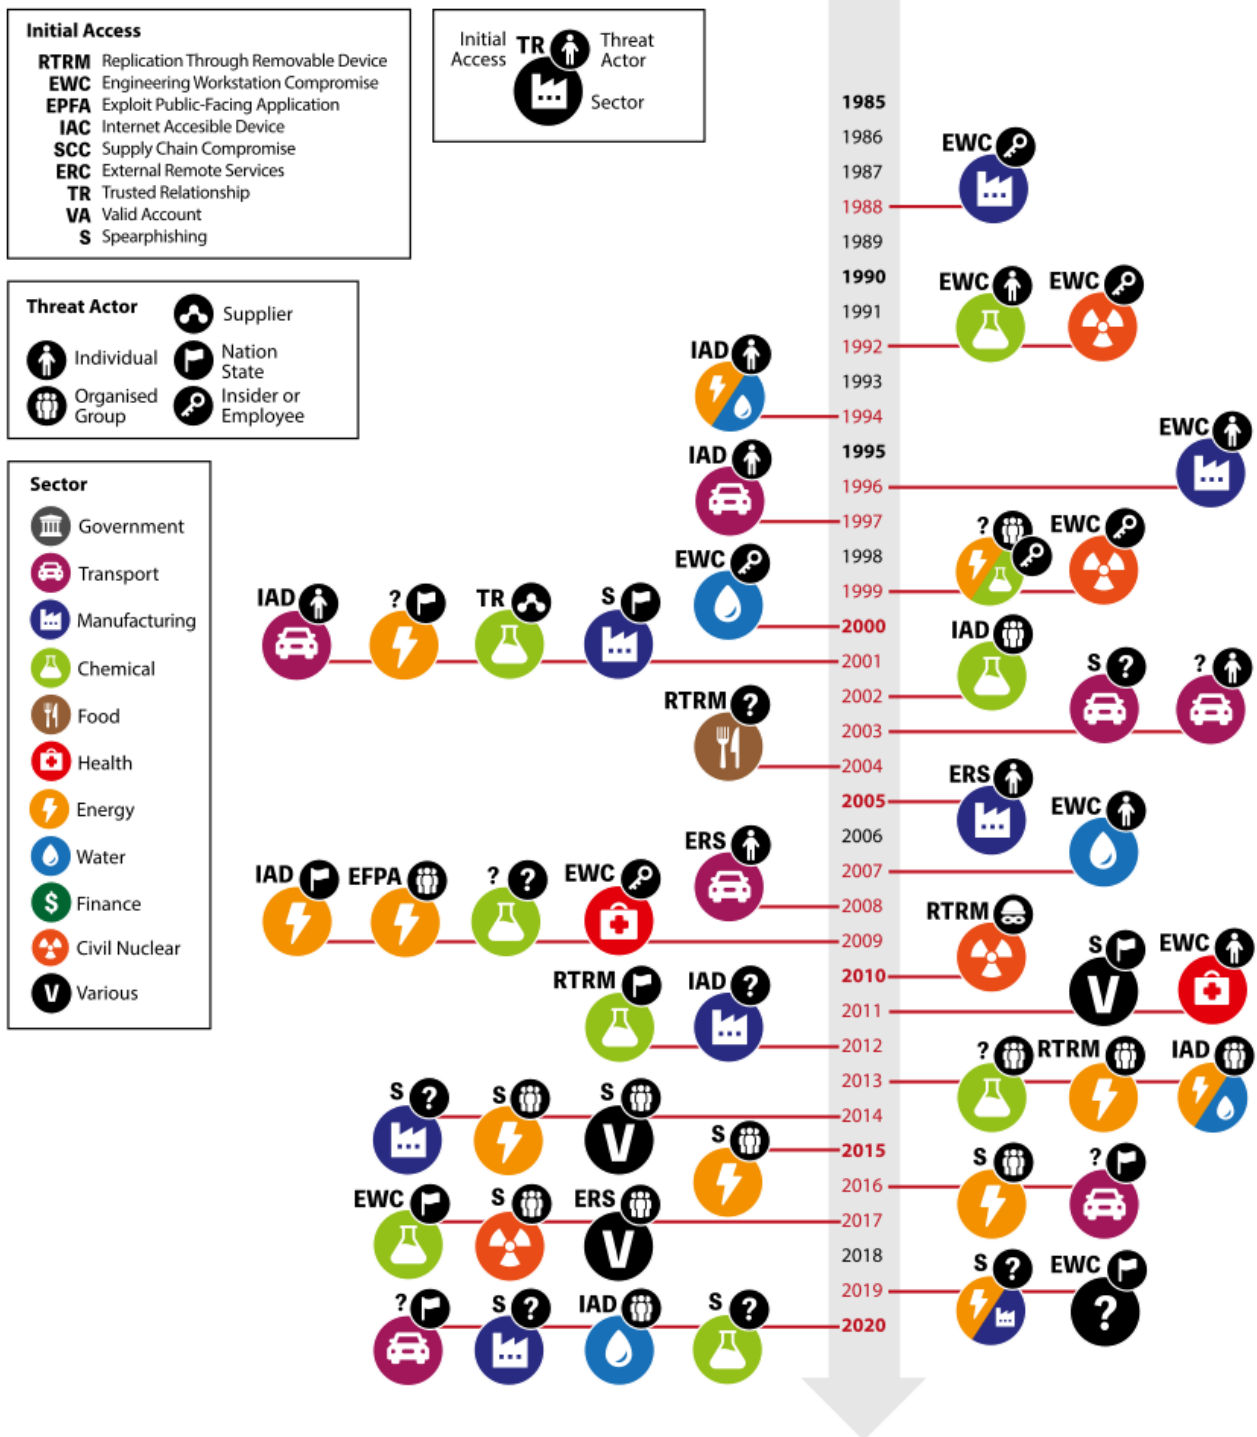 Initial Access
RTRM Replication Through Removable Device
EWC Engineering Workstation Compromise
EPFA Exploit Public-Facing Application
IAC Internet Accesible Device
SCC Supply Chain Compromise
ERC External Remote Services
TR Trusted Relationship
VA Valid Account
S Spearphishing
Initial Access
TR
Threat Actor
Sector
Threat Actor
Supplier
Individual
Nation State
Organised Group
Insider or Employee
Sector
Government
Transport
Manufacturing
Chemical
Food
Health
Energy
Water
$ Finance
Civil Nuclear
V Various
1985
1986
EWC
1987
1988
1989
1990
EWC EWC
1991
1992
IAD
1993
1994
EWC
1995
IAD
1996
1997
? EWC
1998
EWC
1999
IAD ? TR S
2000
IAD
2001
S ? ?
2002
RTRM ?
2003
2004
ERS
2005
EWC
2006
ERS
2007
IAD EFPA ? ? EWC
2008
RTRM
2009
S EWC
V
2010
RTRM IAD ?
2011
2012
? RTRM IAD
2013
S ? S S
V
2014
S
2015
S ?
2016
EWC S ERS
V
2017
2018
S ? EWC
?
2019
? S ? IAD S ?
2020